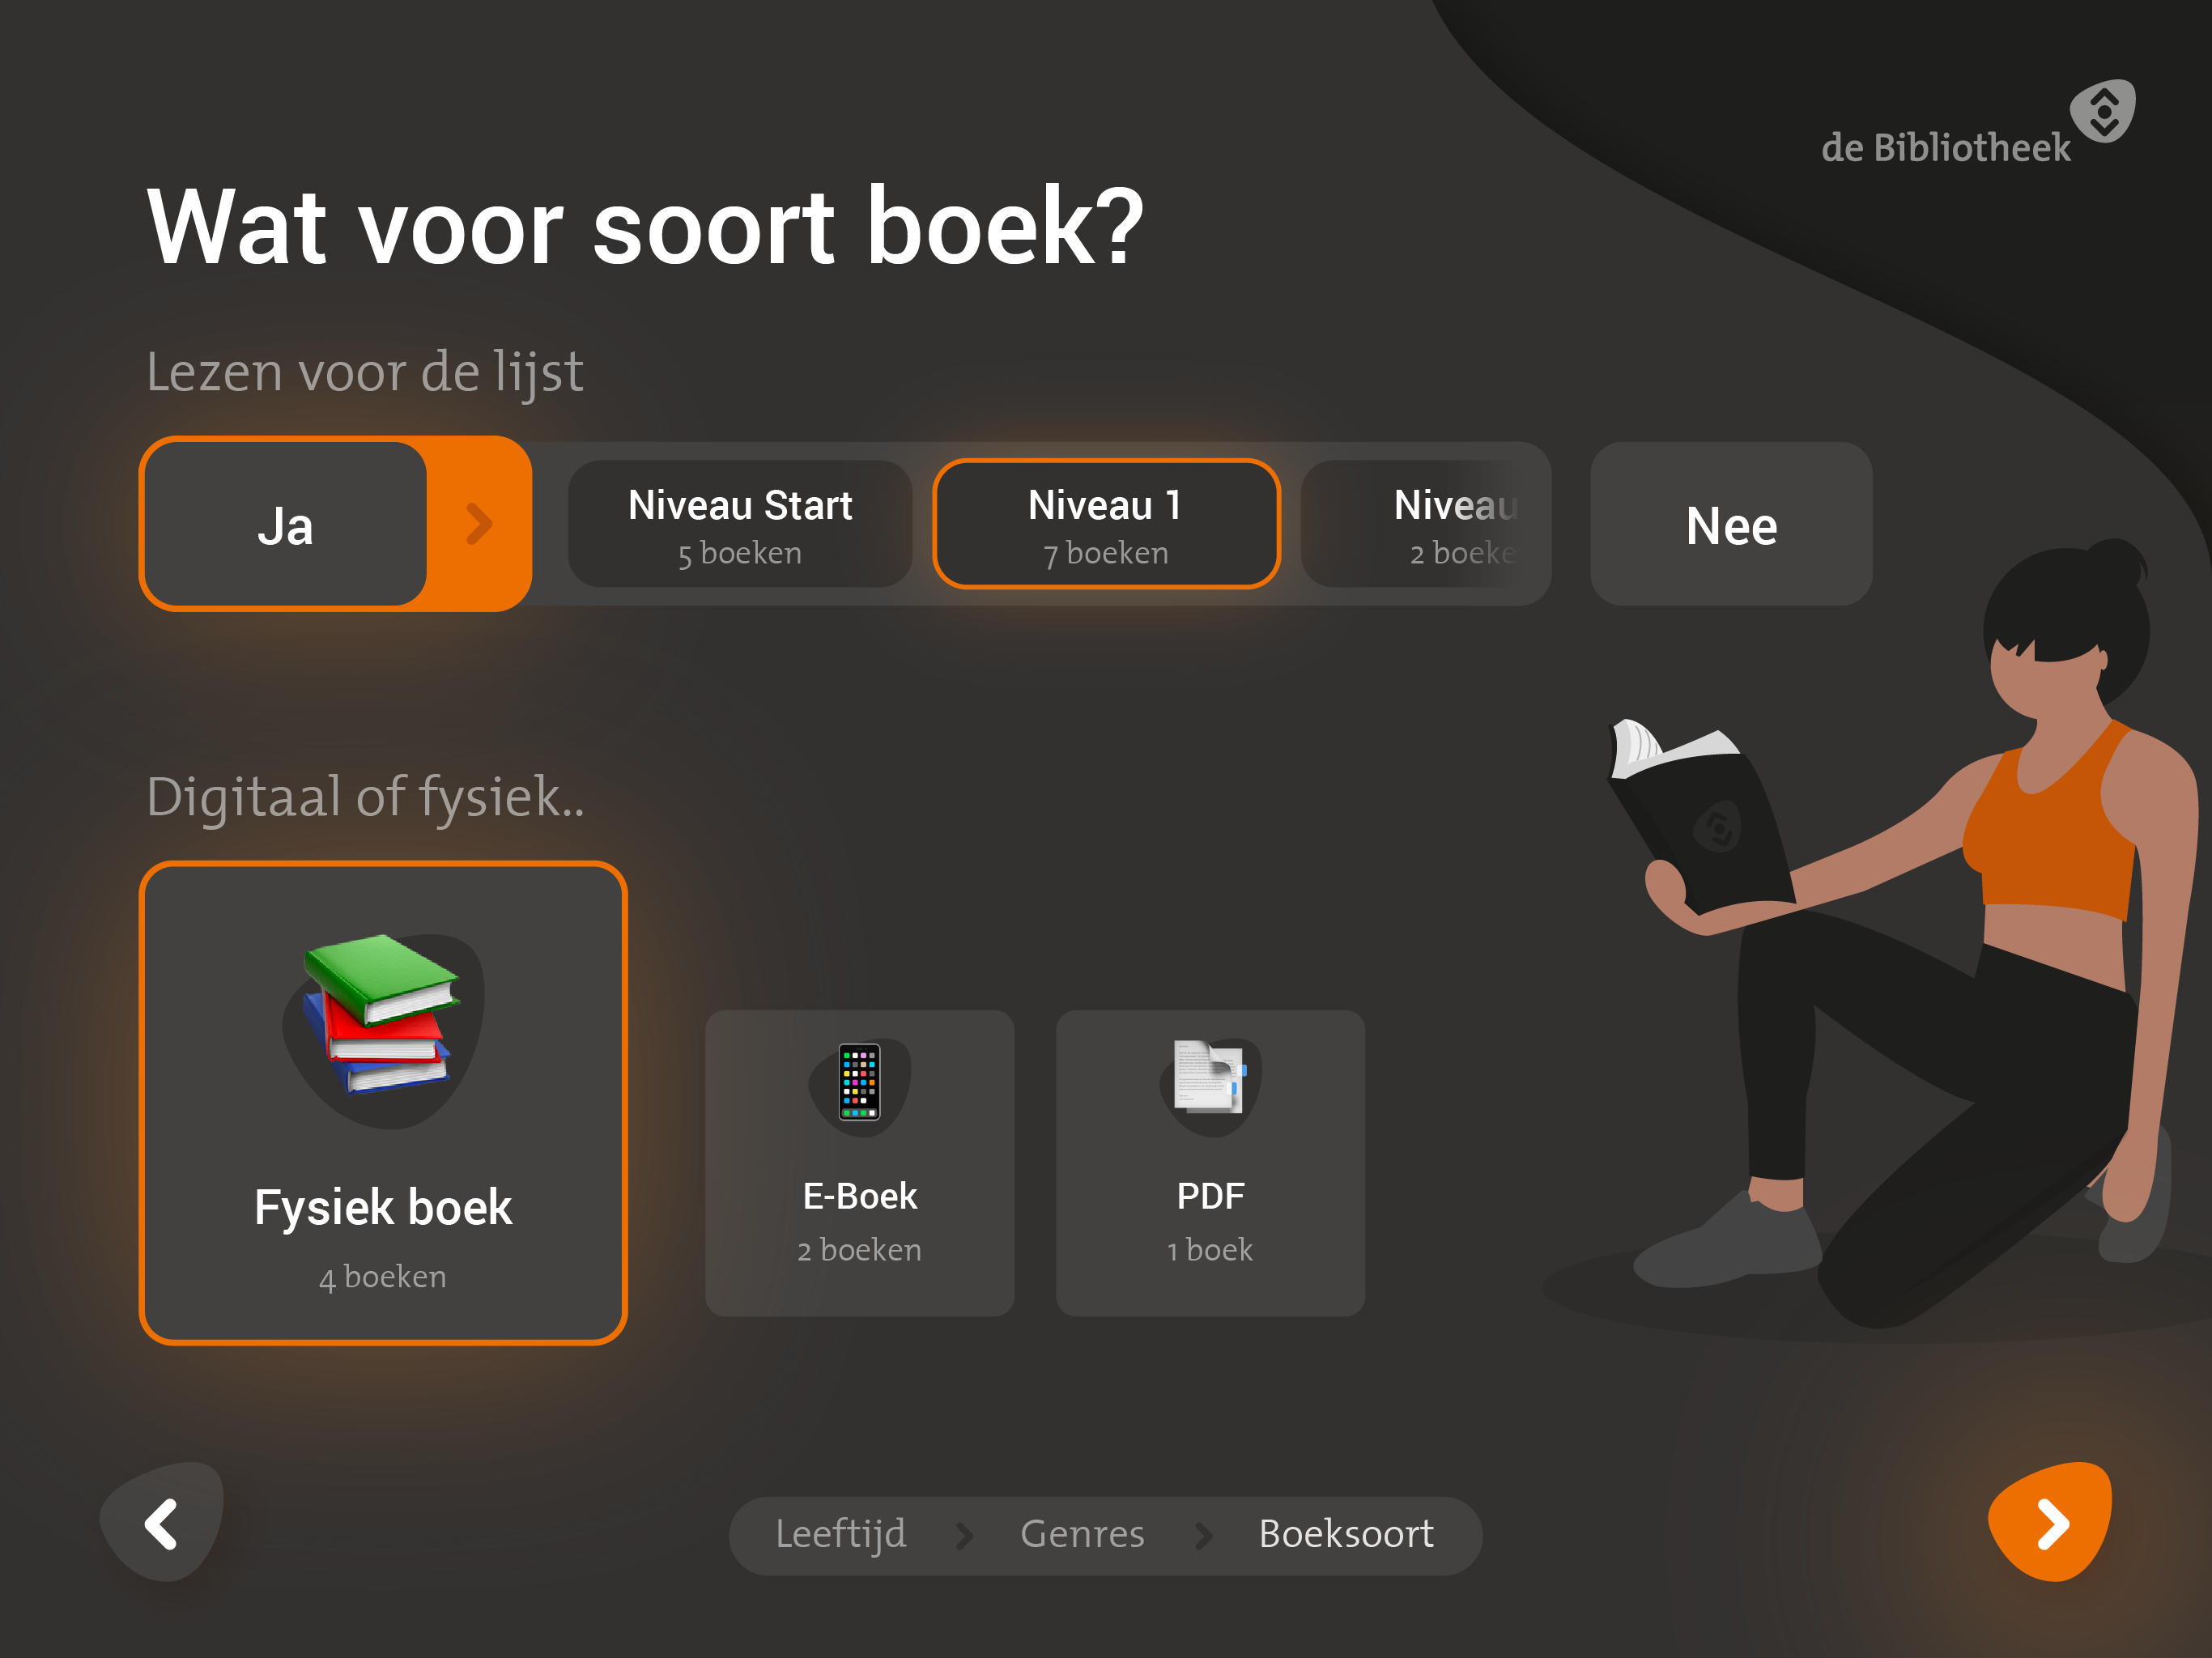 de Bibliotheek
Wat voor soort boek?
Lezen voor de lijst
Ja
Niveau Start
5 boeken
Niveau 1
7 boeken
Niveau
2 boeke
Nee
Digitaal of fysiek..
Fysiek boek
4 boeken
E-Boek
2 boeken
PDF
1 boek
Leeftijd
Genres
Boeksoort